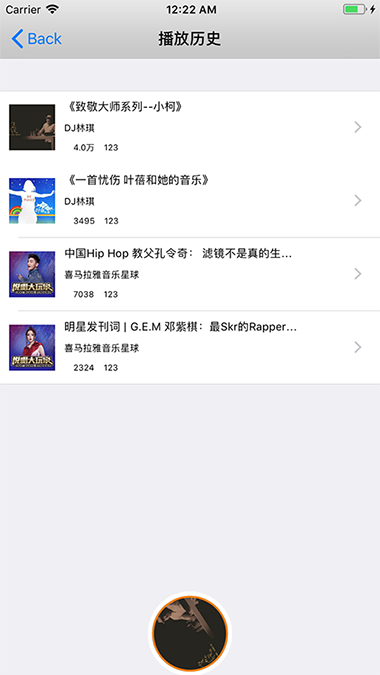 Carrier 12:22 AM
Back 播放历史
《致敬大师系列--小柯》
DJ林琪
4.0万 123
《一首忧伤 叶蓓和她的音乐》
DJ林琪
3495 123
中国Hip Hop 教父孔令奇： 滤镜不是真的生...
喜马拉雅音乐星球
7038 123
明星发刊词 | G.E.M 邓紫棋：最Skr的Rapper...
喜马拉雅音乐星球
2324 123